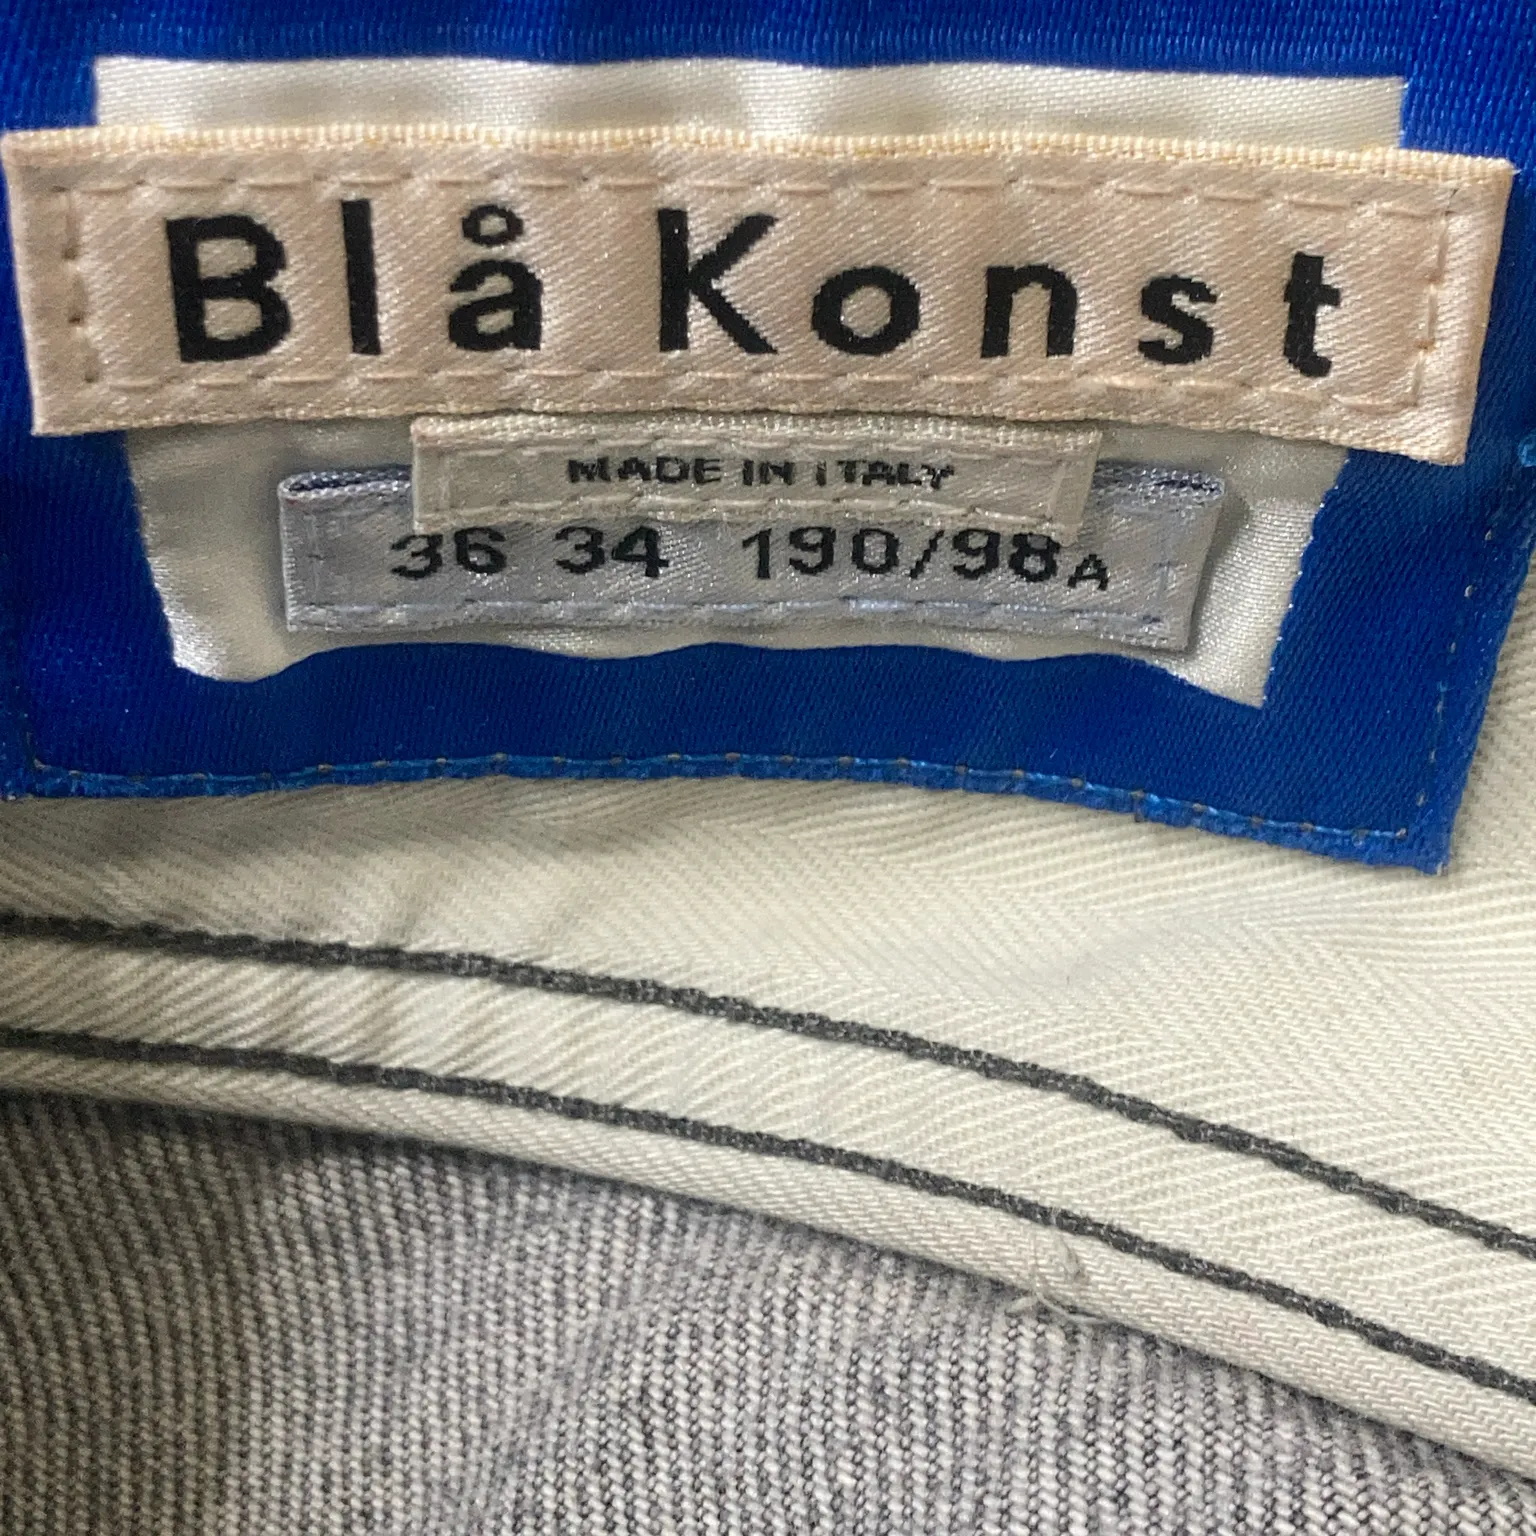 Blå Konst
MADE IN ITALY
36 34 190/98A